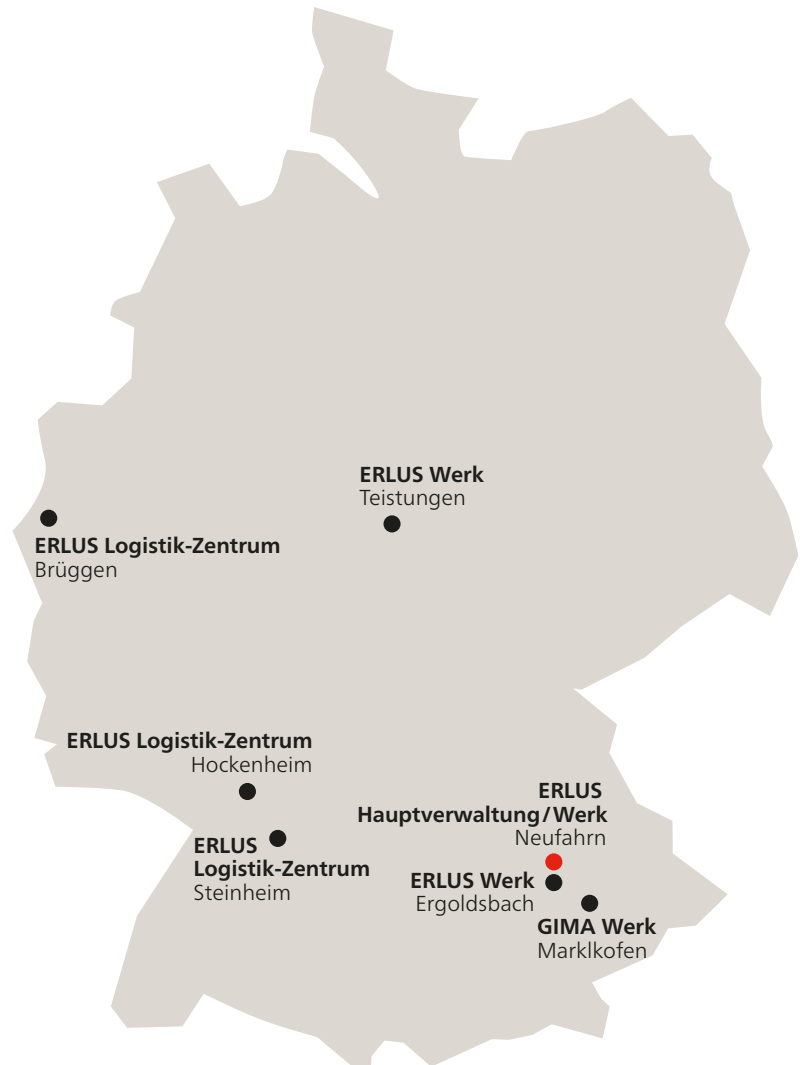 ERLUS Werk
Teistungen
ERLUS Logistik-Zentrum
Brüggen
ERLUS Logistik-Zentrum
Hockenheim
ERLUS
Logistik-Zentrum
Steinheim
ERLUS
Hauptverwaltung/Werk
Neufahrn
ERLUS Werk
Ergoldsbach
GIMA Werk
Marklkofen